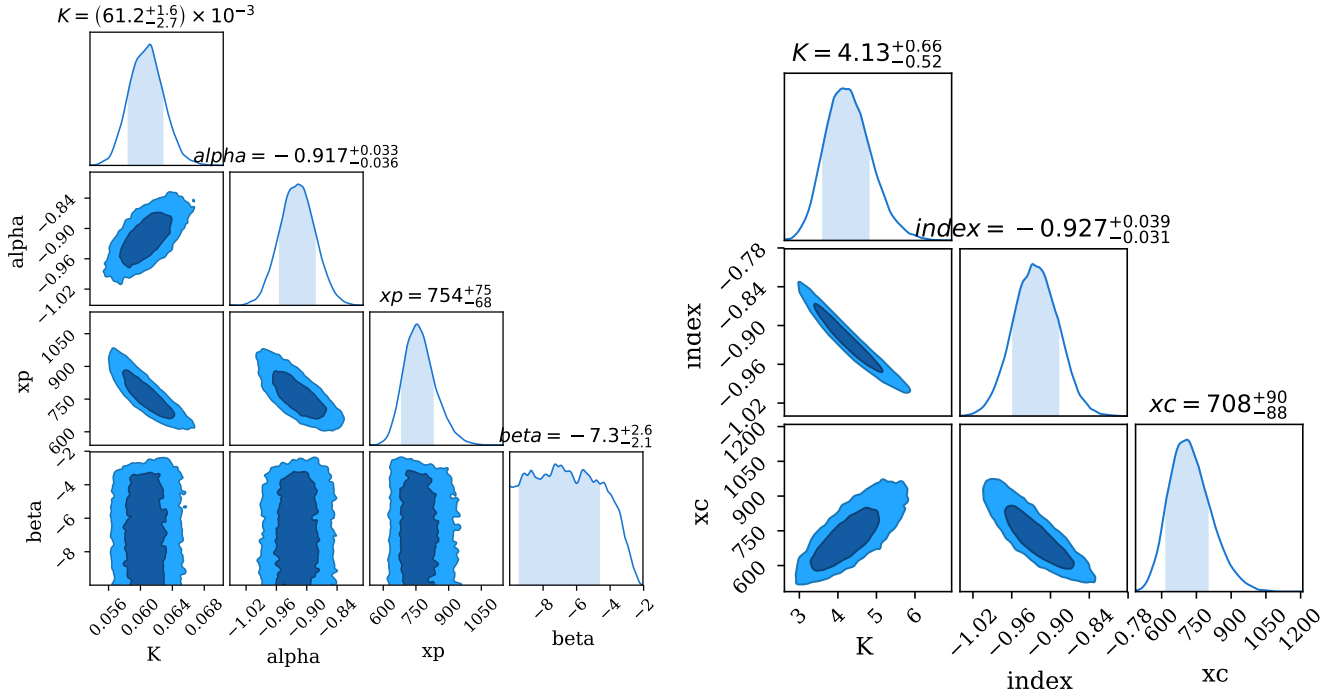 K = (61.2 +1.6 −2.7) × 10−3
alpha = −0.917 +0.033 −0.036
xp = 754 +75 −68
beta = −7.3 +2.6 −2.1
alpha
−0.84
−0.90
−0.96
−1.02
xp
1050
900
750
600
beta
−2
−4
−6
−8
0.056 0.060 0.064 0.068
K
−1.02 −0.96 −0.90 −0.84
alpha
600 750 900 1050
xp
−8 −6 −4 −2
beta
K = 4.13 +0.66 −0.52
index = −0.927 +0.039 −0.031
xc = 708 +90 −88
index
−0.78
−0.84
−0.90
−0.96
−1.02
xc
1200
1050
900
750
600
3 4 5 6
K
−1.02 −0.96 −0.90 −0.84 −0.78
index
600 750 900 1050 1200
xc